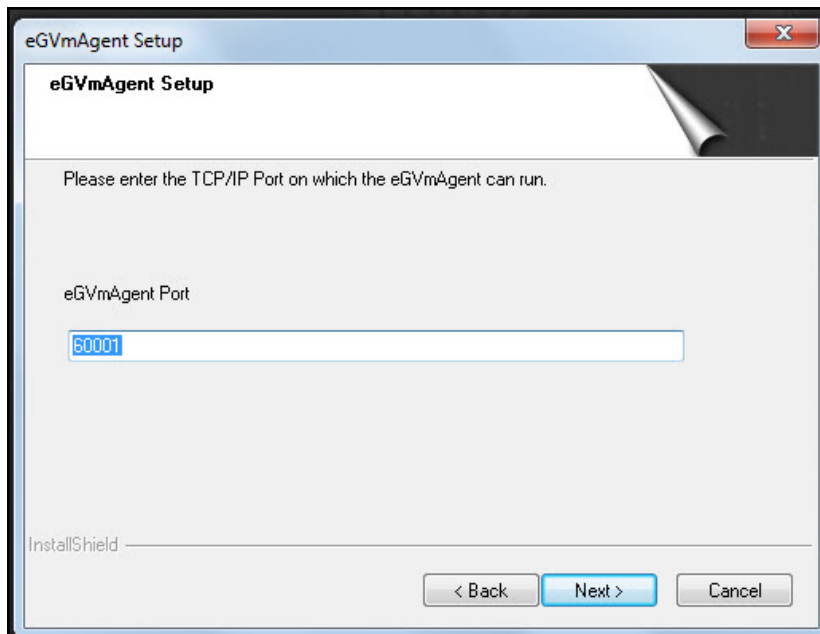 eGVmAgent Setup
eGVmAgent Setup
Please enter the TCP/IP Port on which the eGVmAgent can run.
eGVmAgent Port
60001
InstallShield
< Back Next > Cancel